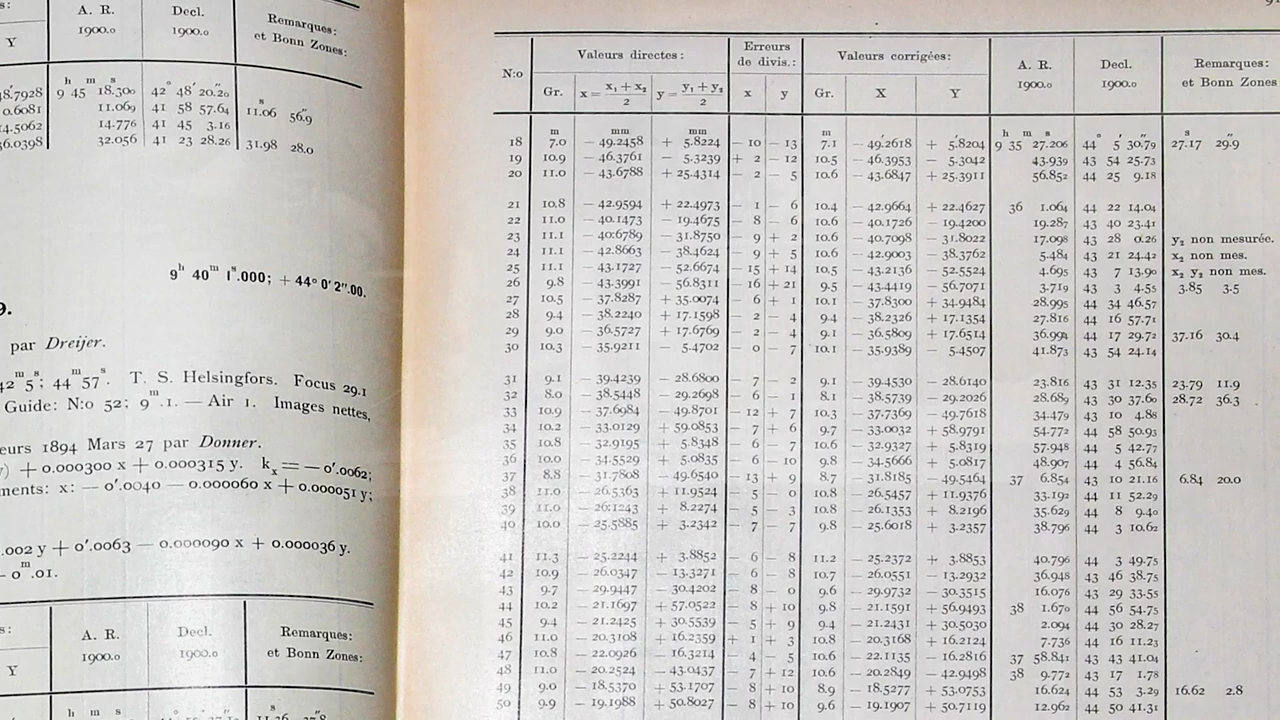 s: A. R. Decl. Remarques:
Y 1900.0 1900.0 et Bonn Zones:
h m s ° ′ ″
48.7928 9 45 18.300 42 48 20.20 s
0.6081 11.069 41 58 57.64 11.06 56″.9
14.5062 14.776 41 45 3.16
36.0398 32.056 41 23 28.26 31.98 28.0
9h 40m 1s.000; + 44° 0′ 2″.00.
9.
par Dreijer.
42m 5s; 44m 57s. T. S. Helsingfors. Focus 29.1
Guide: N:o 52; 9m.1. — Air 1. Images nettes,
eurs 1894 Mars 27 par Donner.
) + 0.000300 x + 0.000315 y. kx = — 0′.0062;
ments: x: — 0′.0040 — 0.000060 x + 0.000051 y;
.002 y + 0′.0063 — 0.000090 x + 0.000036 y.
— 0m.01.
s: A. R. Decl. Remarques:
Y 1900.0 1900.0 et Bonn Zones:
h m s ° ′ ″ s
N:o Valeurs directes: Erreurs de divis.: Valeurs corrigées: A. R. 1900.0 Decl. 1900.0 Remarques: et Bonn Zones
Gr. x = x1 + x2 / 2 y = y1 + y2 / 2 x y Gr. X Y
m mm mm m ′ ′ h m s ° ′ ″ s ″
18 7.0 — 49.2458 + 5.8224 — 10 — 13 7.1 — 49.2618 + 5.8204 9 35 27.206 44 5 30.79 27.17 29.9
19 10.9 — 46.3761 — 5.3239 + 2 — 12 10.5 — 46.3953 — 5.3042 43.939 43 54 25.73
20 11.0 — 43.6788 + 25.4314 — 2 — 5 10.6 — 43.6847 + 25.3911 56.852 44 25 9.18
21 10.8 — 42.9594 + 22.4973 — 1 — 6 10.4 — 42.9664 + 22.4627 36 1.064 44 22 14.04
22 11.0 — 40.1473 — 19.4675 — 8 — 6 10.6 — 40.1726 — 19.4200 19.287 43 40 23.41
23 11.1 — 40.6789 — 31.8750 — 9 + 2 10.6 — 40.7098 — 31.8022 17.098 43 28 0.26 y2 non mesurée.
24 11.1 — 42.8663 — 38.4624 — 9 + 5 10.6 — 42.9003 — 38.3762 5.484 43 21 24.42 x2 non mes.
25 11.1 — 43.1727 — 52.6674 — 15 + 14 10.5 — 43.2136 — 52.5524 4.695 43 7 13.90 x2 y2 non mes.
26 9.8 — 43.3991 — 56.8311 — 16 + 21 9.5 — 43.4419 — 56.7071 3.719 43 3 4.55 3.85 3.5
27 10.5 — 37.8287 + 35.0074 — 6 + 1 10.1 — 37.8300 + 34.9484 28.995 44 34 46.57
28 9.4 — 38.2240 + 17.1598 — 2 — 4 9.4 — 38.2326 + 17.1354 27.816 44 16 57.71
29 9.0 — 36.5727 + 17.6769 — 2 — 4 9.1 — 36.5809 + 17.6514 36.994 44 17 29.72 37.16 30.4
30 10.3 — 35.9211 — 5.4702 — 0 — 7 10.1 — 35.9389 — 5.4507 41.873 43 54 24.14
31 9.1 — 39.4239 — 28.6800 — 7 — 2 9.1 — 39.4530 — 28.6140 23.816 43 31 12.35 23.79 11.9
32 8.0 — 38.5448 — 29.2698 — 6 — 1 8.1 — 38.5739 — 29.2026 28.689 43 30 37.60 28.72 36.3
33 10.9 — 37.6984 — 49.8701 — 12 + 7 10.3 — 37.7369 — 49.7618 34.479 43 10 4.88
34 10.2 — 33.0129 + 59.0853 — 7 + 6 9.7 — 33.0032 + 58.9791 54.772 44 58 50.93
35 10.8 — 32.9195 + 5.8348 — 6 — 7 10.6 — 32.9327 + 5.8319 57.948 44 5 42.77
36 10.0 — 34.5529 + 5.0835 — 6 — 10 9.8 — 34.5666 + 5.0817 48.907 44 4 56.84
37 8.8 — 31.7808 — 49.6540 — 13 + 9 8.7 — 31.8185 — 49.5464 37 6.854 43 10 21.16 6.84 20.0
38 11.0 — 26.5363 + 11.9524 — 5 — 0 10.8 — 26.5457 + 11.9376 33.192 44 11 52.29
39 11.0 — 26.1243 + 8.2274 — 5 — 3 10.8 — 26.1353 + 8.2196 35.629 44 8 9.40
40 10.0 — 25.5885 + 3.2342 — 7 — 7 9.8 — 25.6018 + 3.2357 38.796 44 3 10.62
41 11.3 — 25.2244 + 3.8852 — 6 — 8 11.2 — 25.2372 + 3.8853 40.796 44 3 49.75
42 10.9 — 26.0347 — 13.3271 — 6 — 8 10.7 — 26.0551 — 13.2932 36.948 43 46 38.75
43 9.7 — 29.9447 — 30.4202 — 8 — 0 9.6 — 29.9732 — 30.3515 16.076 43 29 33.55
44 10.2 — 21.1697 + 57.0522 — 8 + 10 9.8 — 21.1591 + 56.9493 38 1.670 44 56 54.75
45 9.4 — 21.2425 + 30.5539 — 5 + 9 9.4 — 21.2431 + 30.5030 2.094 44 30 28.27
46 11.0 — 20.3108 + 16.2359 + 1 + 3 10.8 — 20.3168 + 16.2124 7.736 44 16 11.23
47 10.8 — 22.0926 — 16.3214 — 4 — 5 10.6 — 22.1135 — 16.2816 37 58.841 43 43 41.04
48 11.0 — 20.2524 — 43.0437 — 7 + 12 10.6 — 20.2849 — 42.9498 38 9.772 43 17 1.78
49 9.0 — 18.5370 + 53.1707 — 8 + 10 8.9 — 18.5277 + 53.0753 16.624 44 53 3.29 16.62 2.8
50 9.9 — 19.1988 + 50.8027 — 8 + 10 9.6 — 19.1907 + 50.7119 12.962 44 50 41.31